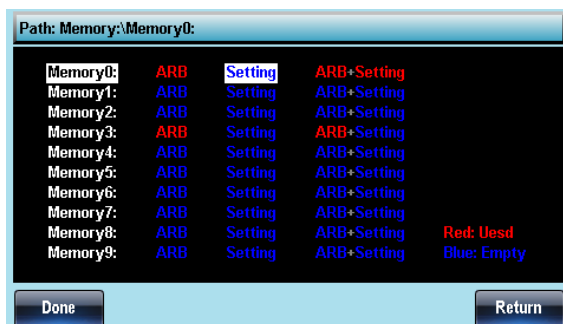 Path: Memory:\Memory0:
Memory0: ARB Setting ARB+Setting
Memory1: ARB Setting ARB+Setting
Memory2: ARB Setting ARB+Setting
Memory3: ARB Setting ARB+Setting
Memory4: ARB Setting ARB+Setting
Memory5: ARB Setting ARB+Setting
Memory6: ARB Setting ARB+Setting
Memory7: ARB Setting ARB+Setting
Memory8: ARB Setting ARB+Setting Red: Uesd
Memory9: ARB Setting ARB+Setting Blue: Empty
Done Return